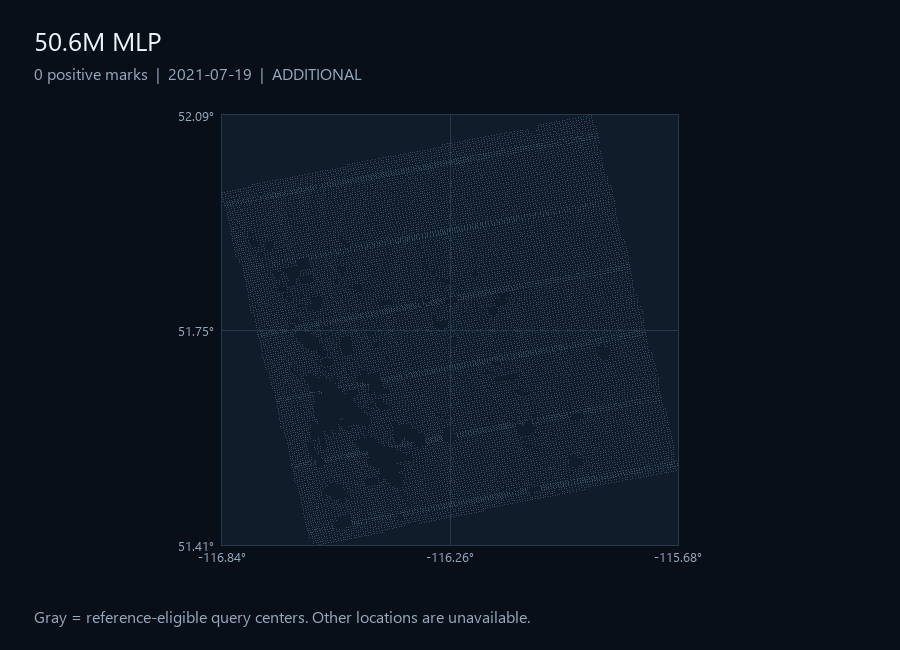 50.6M MLP
0 positive marks | 2021-07-19 | ADDITIONAL
52.09°
51.75°
51.41°
-116.84° -116.26° -115.68°
Gray = reference-eligible query centers. Other locations are unavailable.